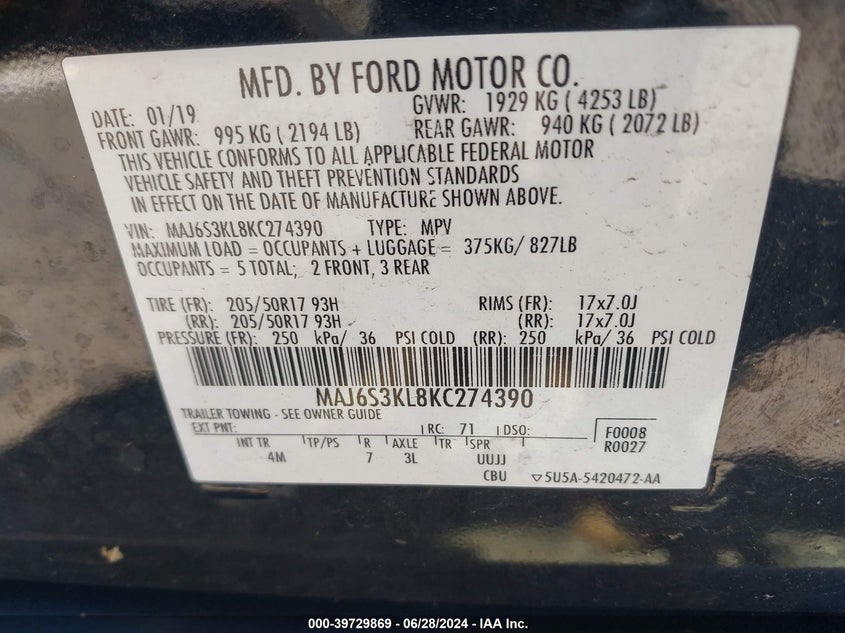 MFD. BY FORD MOTOR CO.
DATE: 01/19 GVWR: 1929 KG ( 4253 LB)
FRONT GAWR: 995 KG ( 2194 LB) REAR GAWR: 940 KG ( 2072 LB)
THIS VEHICLE CONFORMS TO ALL APPLICABLE FEDERAL MOTOR
VEHICLE SAFETY AND THEFT PREVENTION STANDARDS
IN EFFECT ON THE DATE OF MANUFACTURE SHOWN ABOVE.
VIN: MAJ6S3KL8KC274390 TYPE: MPV
MAXIMUM LOAD = OCCUPANTS + LUGGAGE = 375KG/ 827LB
OCCUPANTS = 5 TOTAL; 2 FRONT, 3 REAR
TIRE (FR): 205/50R17 93H RIMS (FR): 17x7.0J
(RR): 205/50R17 93H (RR): 17x7.0J
PRESSURE (FR): 250 kPa/ 36 PSI COLD (RR): 250 kPa/ 36 PSI COLD
MAJ6S3KL8KC274390
TRAILER TOWING - SEE OWNER GUIDE
EXT PNT: RC: 71 DSO: F0008
R0027
INT TR TP/PS R AXLE TR SPR
4M 7 3L UUJJ
CBU ▽5U5A-5420472-AA
000-39729869 / 06/28/2024 - IAA Inc.